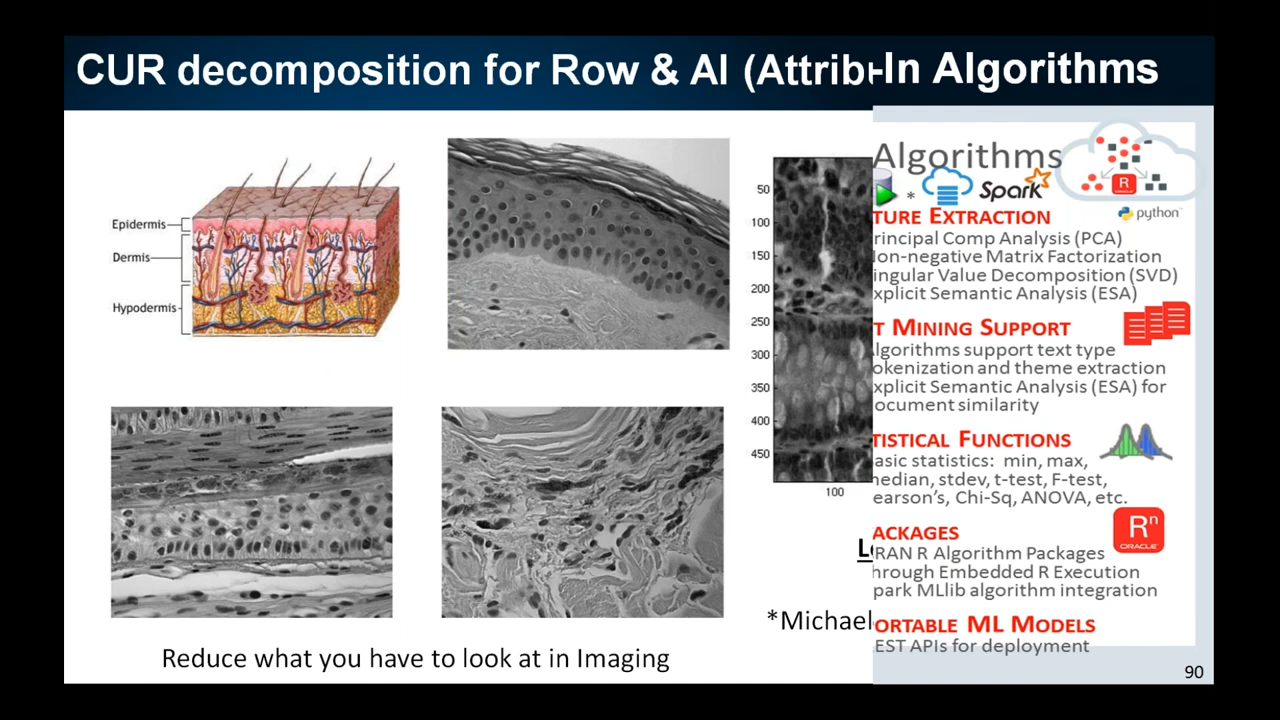 CUR decomposition for Row & AI (Attrib
-In Algorithms
Epidermis
Dermis
Hypodermis
50
100
150
200
250
300
350
400
450
100
*Michael
Reduce what you have to look at in Imaging
Algorithms
*
Spark
python
TURE EXTRACTION
rincipal Comp Analysis (PCA)
on-negative Matrix Factorization
ingular Value Decomposition (SVD)
xplicit Semantic Analysis (ESA)
T MINING SUPPORT
lgorithms support text type
okenization and theme extraction
xplicit Semantic Analysis (ESA) for
ocument similarity
TISTICAL FUNCTIONS
asic statistics: min, max,
median, stdev, t-test, F-test,
earson's, Chi-Sq, ANOVA, etc.
ACKAGES
RAN R Algorithm Packages
hrough Embedded R Execution
park MLlib algorithm integration
R
Rn
ORACLE
ORTABLE ML MODELS
EST APIs for deployment
90